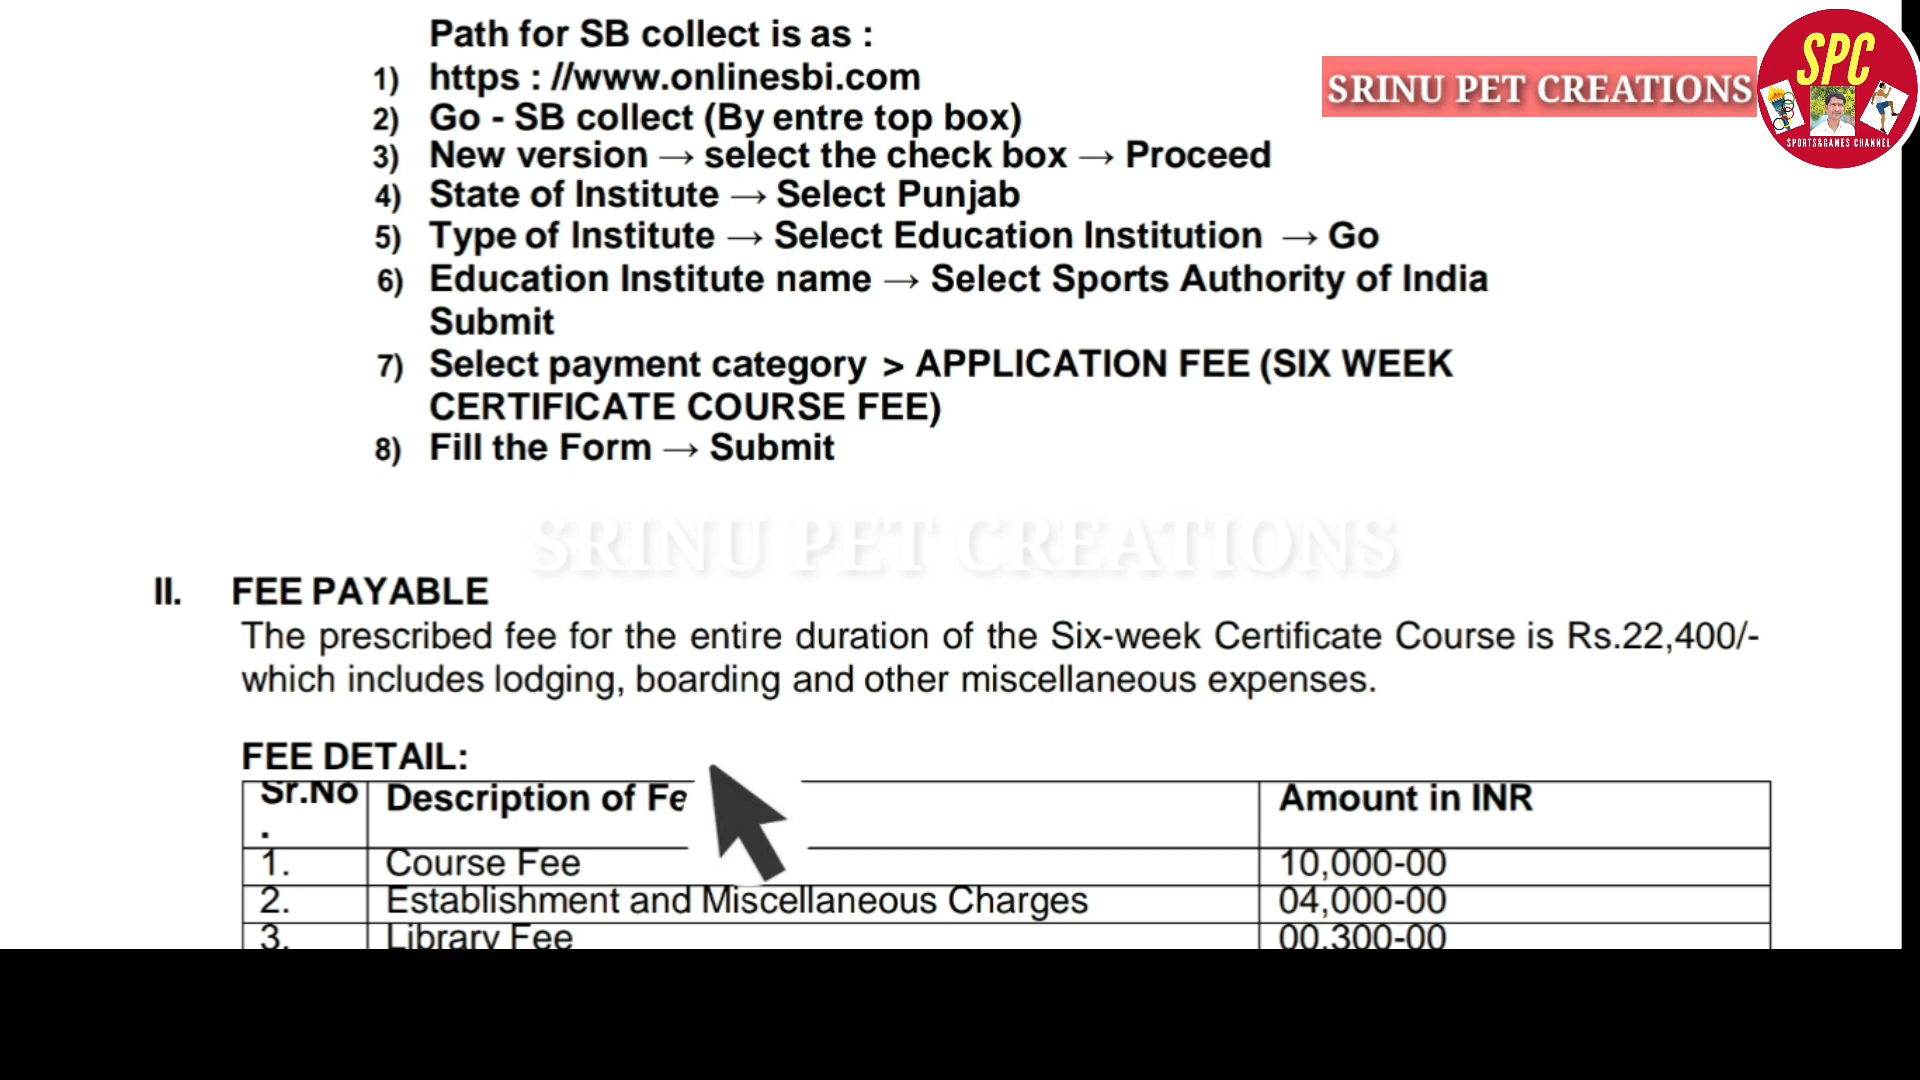 Path for SB collect is as :
1) https : //www.onlinesbi.com
2) Go - SB collect (By entre top box)
3) New version → select the check box → Proceed
4) State of Institute → Select Punjab
5) Type of Institute → Select Education Institution → Go
6) Education Institute name → Select Sports Authority of India
Submit
7) Select payment category > APPLICATION FEE (SIX WEEK
CERTIFICATE COURSE FEE)
8) Fill the Form → Submit
SRINU PET CREATIONS
SPC
SPORTS&GAMES CHANNEL
SRINU PET CREATIONS
II. FEE PAYABLE
The prescribed fee for the entire duration of the Six-week Certificate Course is Rs.22,400/-
which includes lodging, boarding and other miscellaneous expenses.
FEE DETAIL:
Sr.No Description of Fe Amount in INR
.
1. Course Fee 10,000-00
2. Establishment and Miscellaneous Charges 04,000-00
3. Library Fee 00,300-00